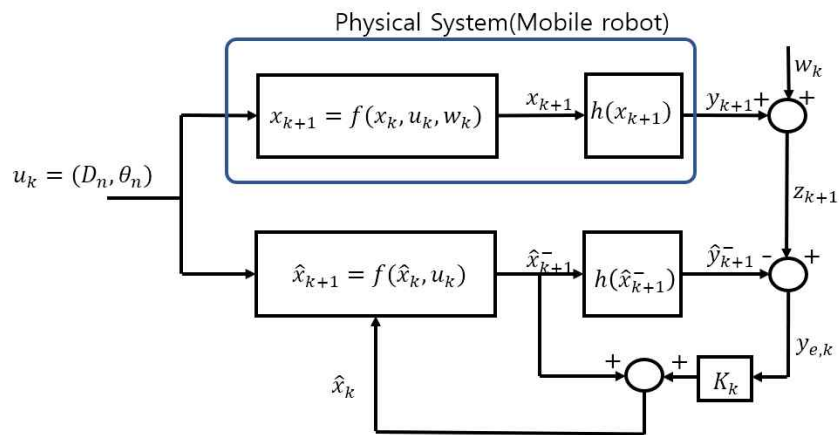 Physical System(Mobile robot)
w_k
x_{k+1} = f(x_k, u_k, w_k)
x_{k+1}
h(x_{k+1})
y_{k+1}
+
+
u_k = (D_n, θ_n)
z_{k+1}
x̂_{k+1} = f(x̂_k, u_k)
x̂⁻_{k+1}
h(x̂⁻_{k+1})
ŷ⁻_{k+1}
-
+
y_{e,k}
x̂_k
+
+
K_k